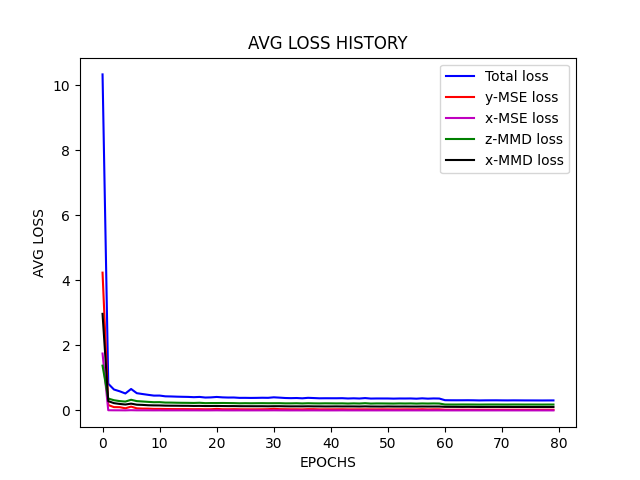 AVG LOSS HISTORY
Total loss
y-MSE loss
x-MSE loss
z-MMD loss
x-MMD loss
AVG LOSS
10
8
6
4
2
0
0 10 20 30 40 50 60 70 80
EPOCHS